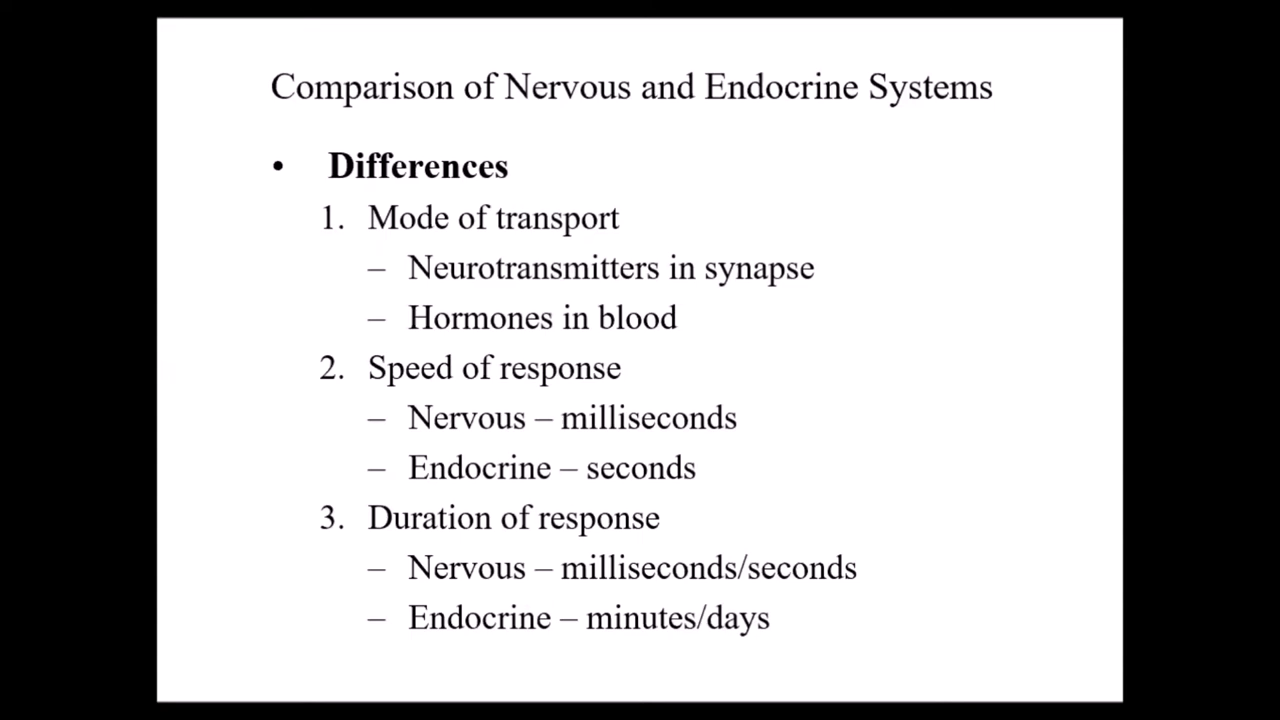 Comparison of Nervous and Endocrine Systems
• Differences
1. Mode of transport
– Neurotransmitters in synapse
– Hormones in blood
2. Speed of response
– Nervous – milliseconds
– Endocrine – seconds
3. Duration of response
– Nervous – milliseconds/seconds
– Endocrine – minutes/days